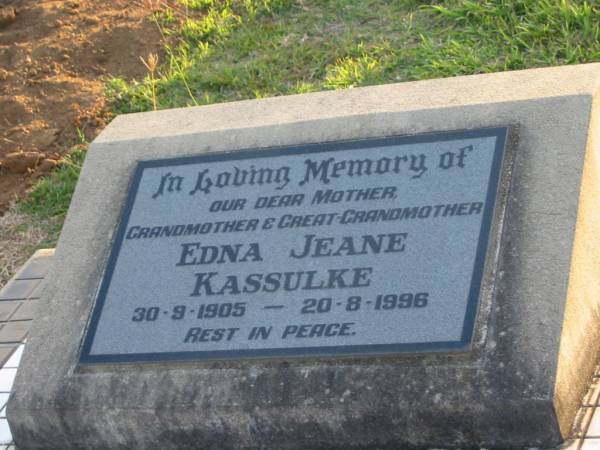 In Loving Memory of
OUR DEAR MOTHER,
GRANDMOTHER & GREAT-GRANDMOTHER
EDNA JEANE
KASSULKE
30-9-1905 — 20-8-1996
REST IN PEACE.